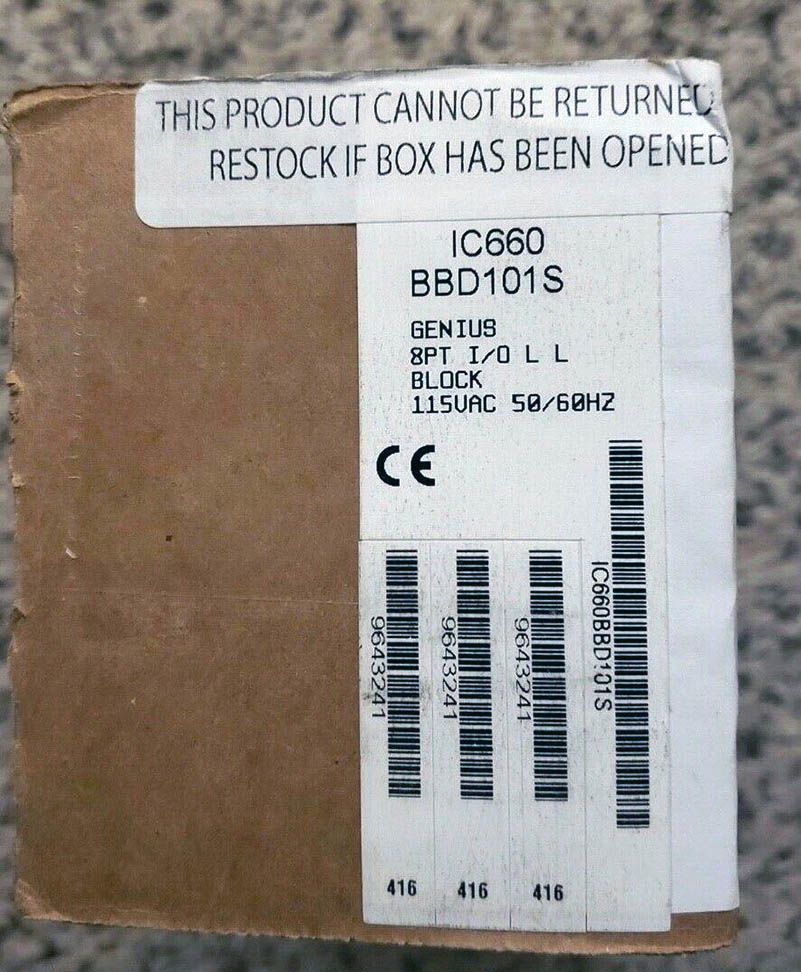 THIS PRODUCT CANNOT BE RETURNED
RESTOCK IF BOX HAS BEEN OPENED
IC660
BBD101S
GENIUS
8PT I/O L L
BLOCK
115VAC 50/60HZ
CE
9643241
9643241
9643241
IC660BBD101S
416 416 416